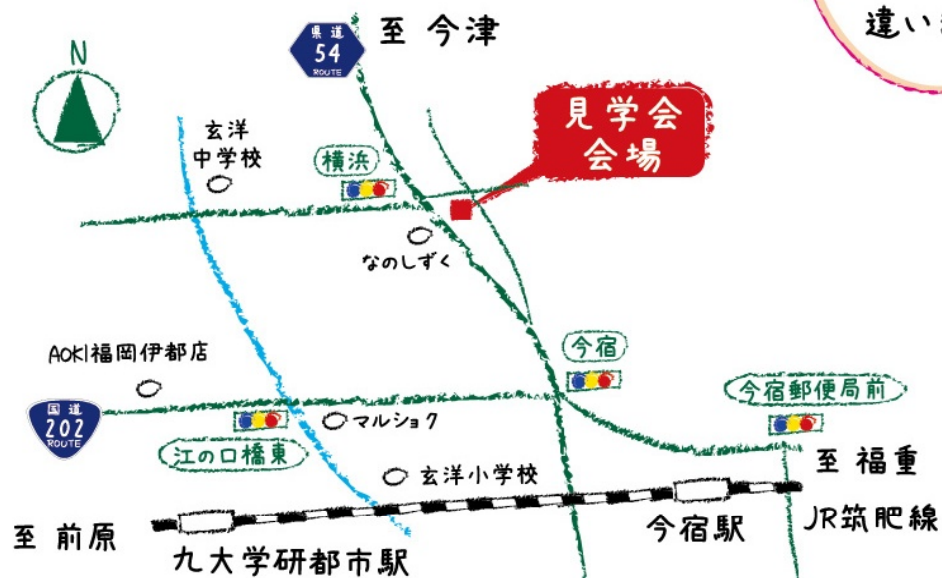 県道
54
ROUTE
至 今津
違いま
N
玄洋
中学校
横浜
見学会
会場
なのしずく
AOKI福岡伊都店
今宿
今宿郵便局前
国道
202
ROUTE
マルショク
江の口橋東
至 福重
玄洋小学校
至 前原
九大学研都市駅
今宿駅
JR筑肥線